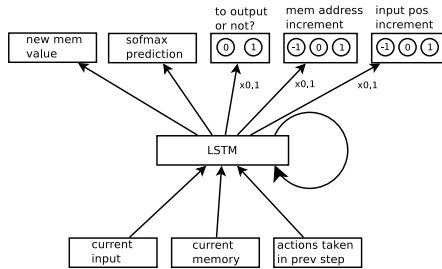 to output
or not?
mem address
increment
input pos
increment
new mem
value
sofmax
prediction
0 1
-1 0 1
-1 0 1
x0,1
x0,1
x0,1
LSTM
current
input
current
memory
actions taken
in prev step